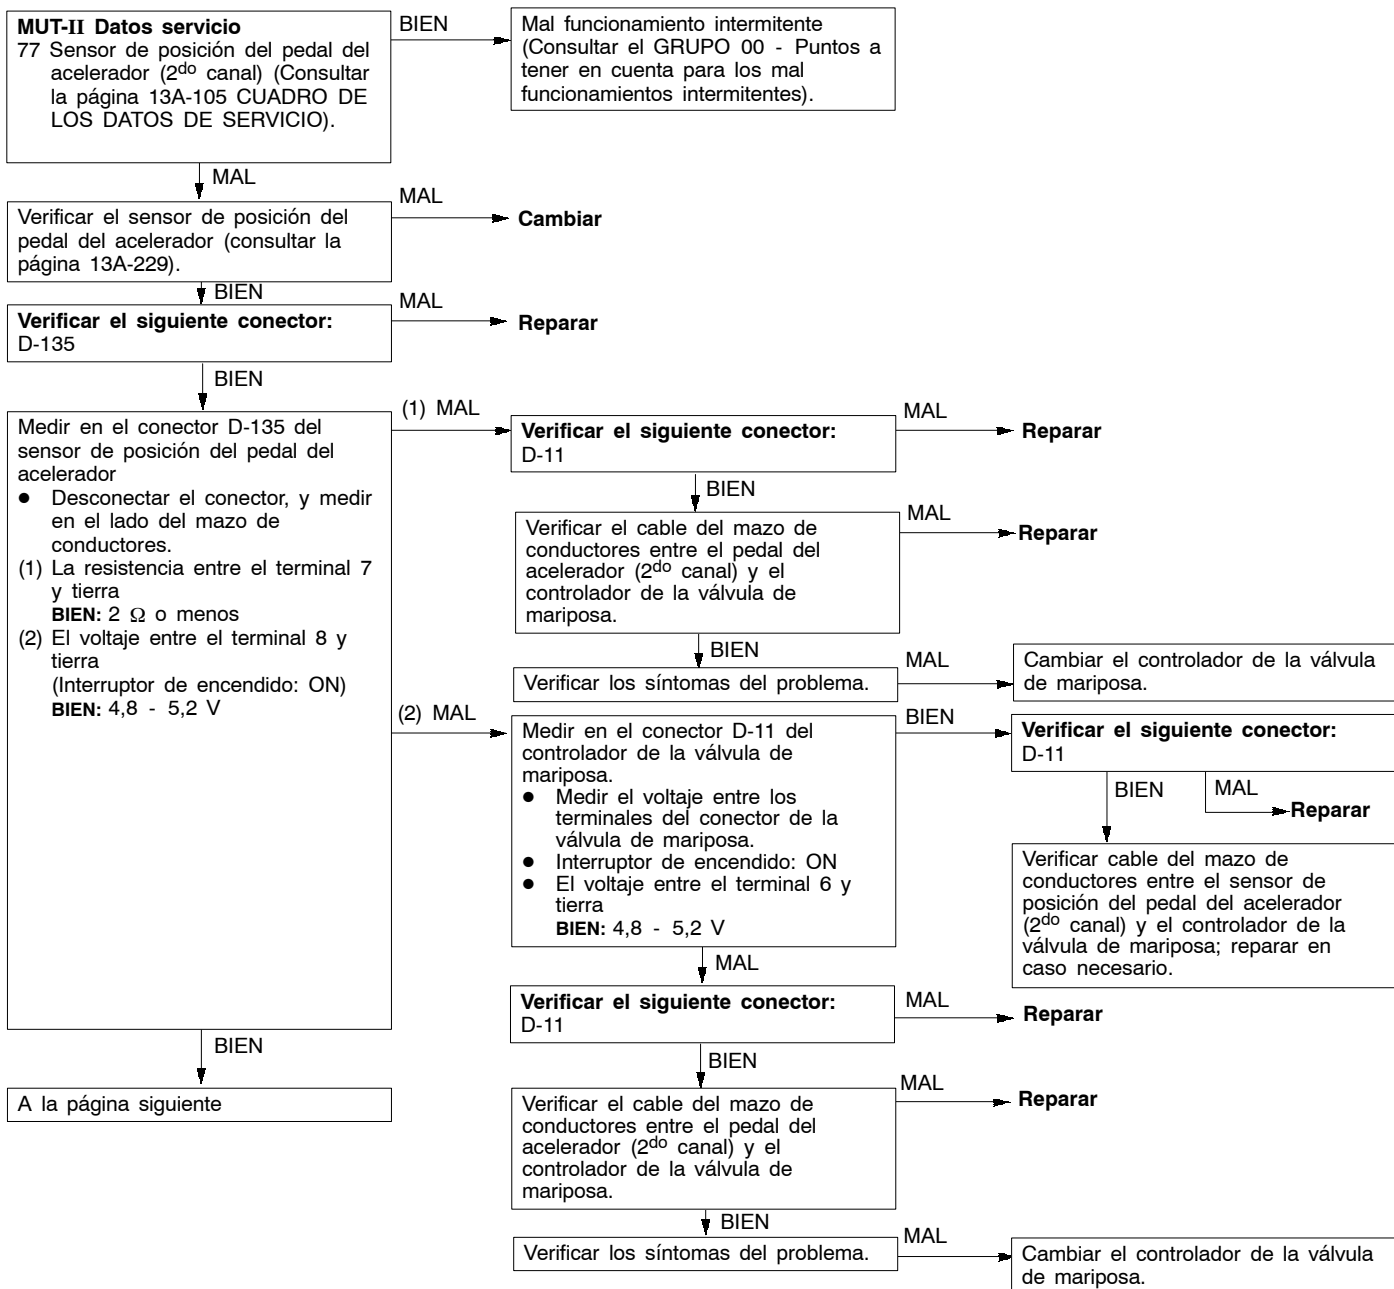 MUT-II Datos servicio
77 Sensor de posición del pedal del
acelerador (2do canal) (Consultar
la página 13A-105 CUADRO DE
LOS DATOS DE SERVICIO).
BIEN
Mal funcionamiento intermitente
(Consultar el GRUPO 00 - Puntos a
tener en cuenta para los mal
funcionamientos intermitentes).
MAL
Verificar el sensor de posición del
pedal del acelerador (consultar la
página 13A-229).
MAL
Cambiar
BIEN
Verificar el siguiente conector:
D-135
MAL
Reparar
BIEN
Medir en el conector D-135 del
sensor de posición del pedal del
acelerador
● Desconectar el conector, y medir
en el lado del mazo de
conductores.
(1) La resistencia entre el terminal 7
y tierra
BIEN: 2 Ω o menos
(2) El voltaje entre el terminal 8 y
tierra
(Interruptor de encendido: ON)
BIEN: 4,8 - 5,2 V
(1) MAL
Verificar el siguiente conector:
D-11
MAL
Reparar
BIEN
Verificar el cable del mazo de
conductores entre el pedal del
acelerador (2do canal) y el
controlador de la válvula de
mariposa.
MAL
Reparar
BIEN
Verificar los síntomas del problema.
MAL
Cambiar el controlador de la válvula
de mariposa.
(2) MAL
Medir en el conector D-11 del
controlador de la válvula de
mariposa.
● Medir el voltaje entre los
terminales del conector de la
válvula de mariposa.
● Interruptor de encendido: ON
● El voltaje entre el terminal 6 y
tierra
BIEN: 4,8 - 5,2 V
BIEN
Verificar el siguiente conector:
D-11
BIEN
MAL
Reparar
Verificar cable del mazo de
conductores entre el sensor de
posición del pedal del acelerador
(2do canal) y el controlador de la
válvula de mariposa; reparar en
caso necesario.
MAL
Verificar el siguiente conector:
D-11
MAL
Reparar
BIEN
Verificar el cable del mazo de
conductores entre el pedal del
acelerador (2do canal) y el
controlador de la válvula de
mariposa.
MAL
Reparar
BIEN
Verificar los síntomas del problema.
MAL
Cambiar el controlador de la válvula
de mariposa.
BIEN
A la página siguiente